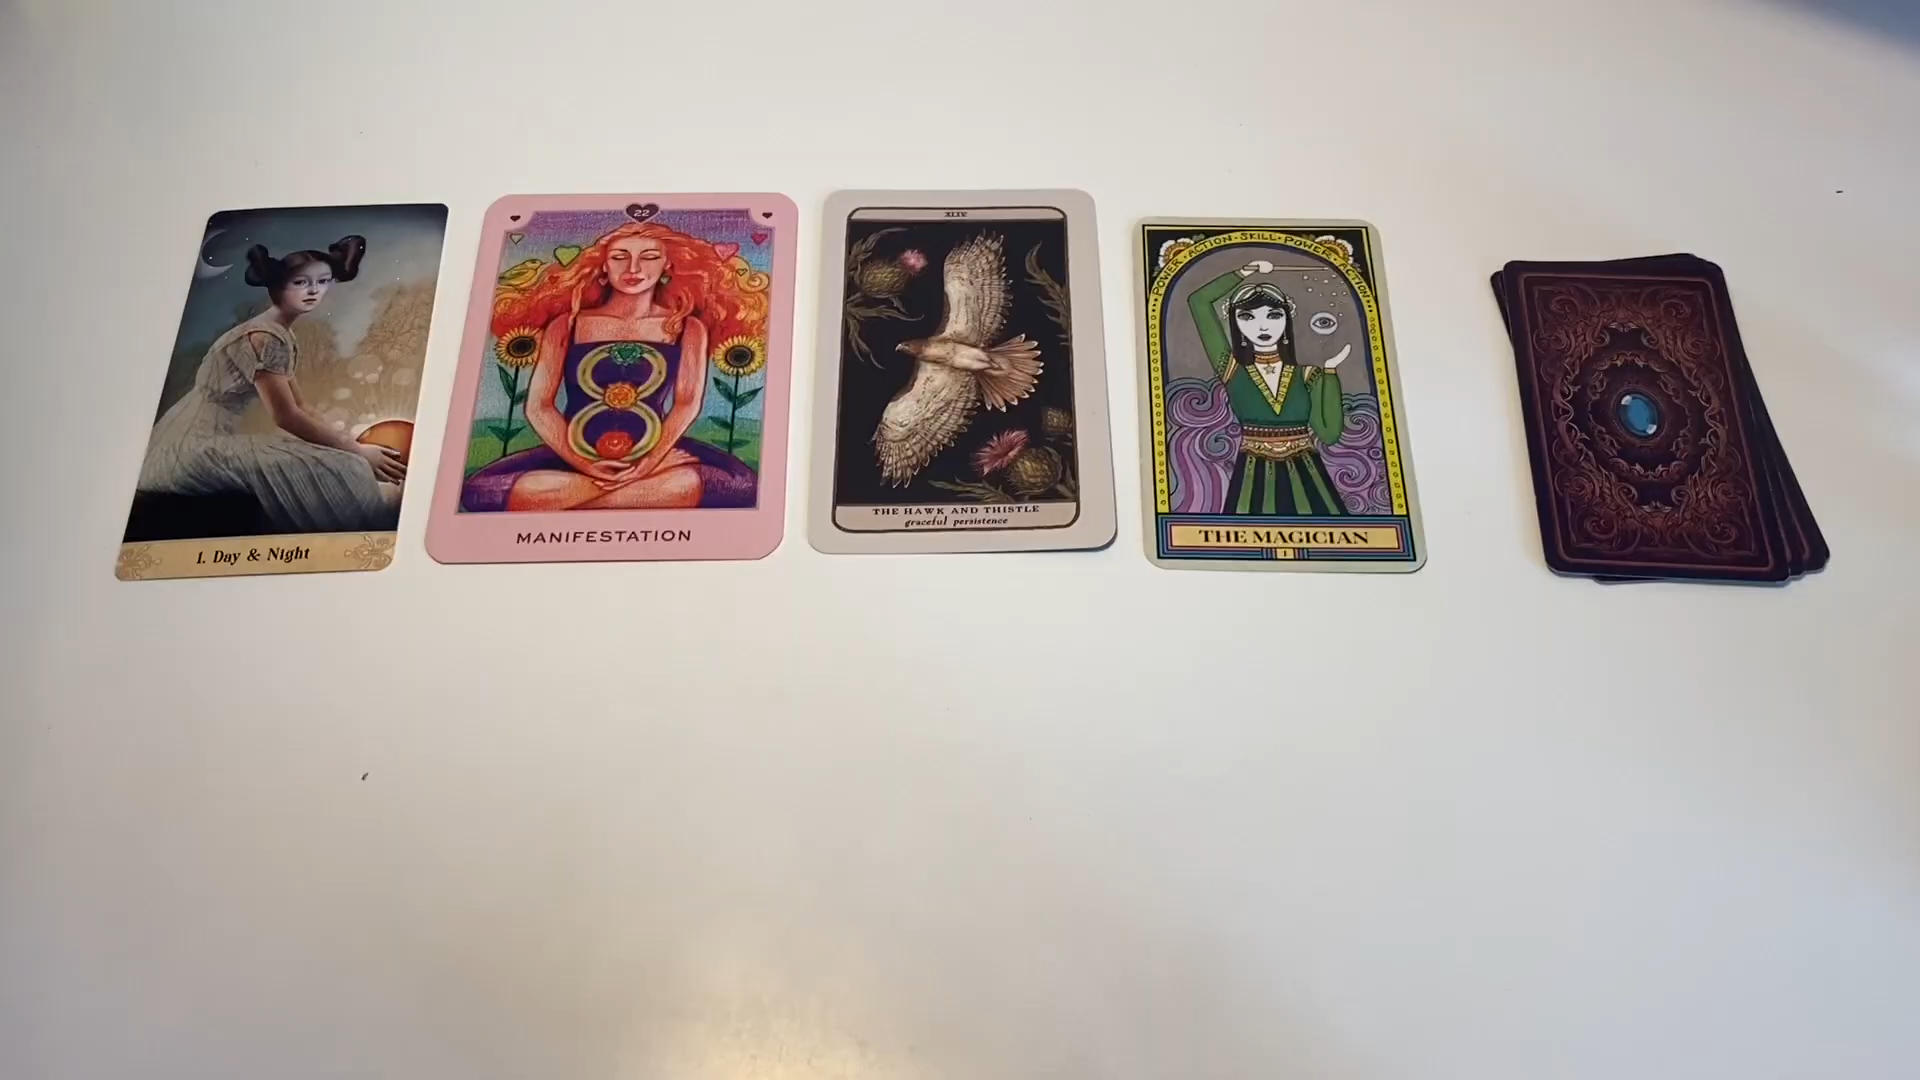 1. Day & Night
22
MANIFESTATION
XLIV
THE HAWK AND THISTLE
graceful persistence
POWER · ACTION · SKILL · POWER · ACTION
THE MAGICIAN
I